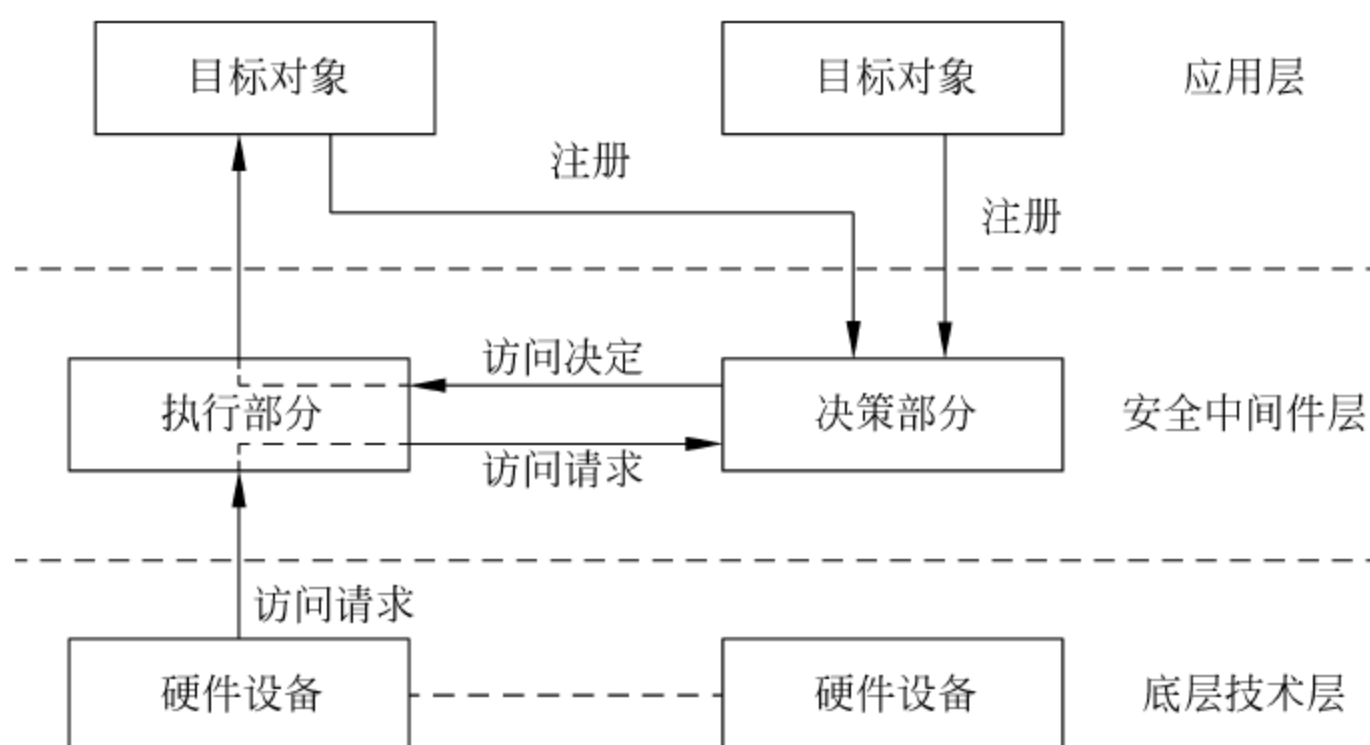 目标对象
目标对象
应用层
注册
注册
访问决定
执行部分
决策部分
安全中间件层
访问请求
访问请求
硬件设备
硬件设备
底层技术层